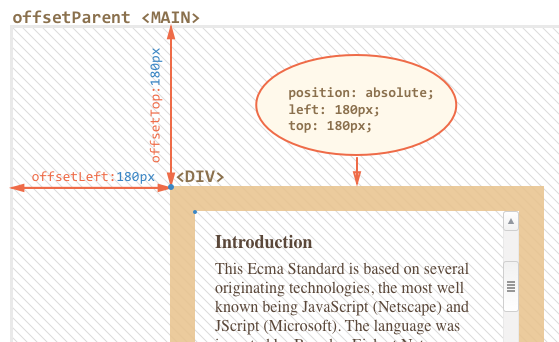 offsetParent <MAIN>
offsetTop:180px
position: absolute;
left: 180px;
top: 180px;
offsetLeft:180px
<DIV>
Introduction
This Ecma Standard is based on several
originating technologies, the most well
known being JavaScript (Netscape) and
JScript (Microsoft). The language was